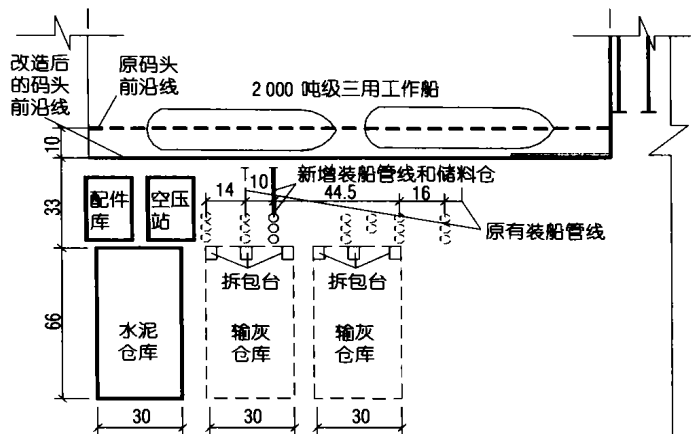 改造后
的码头
前沿线
原码头
前沿线
2 000 吨级三用工作船
10
33
66
配件
库
空压
站
14
10
新增装船管线和储料仓
44.5
16
原有装船管线
拆包台
拆包台
水泥
仓库
输灰
仓库
输灰
仓库
30
30
30